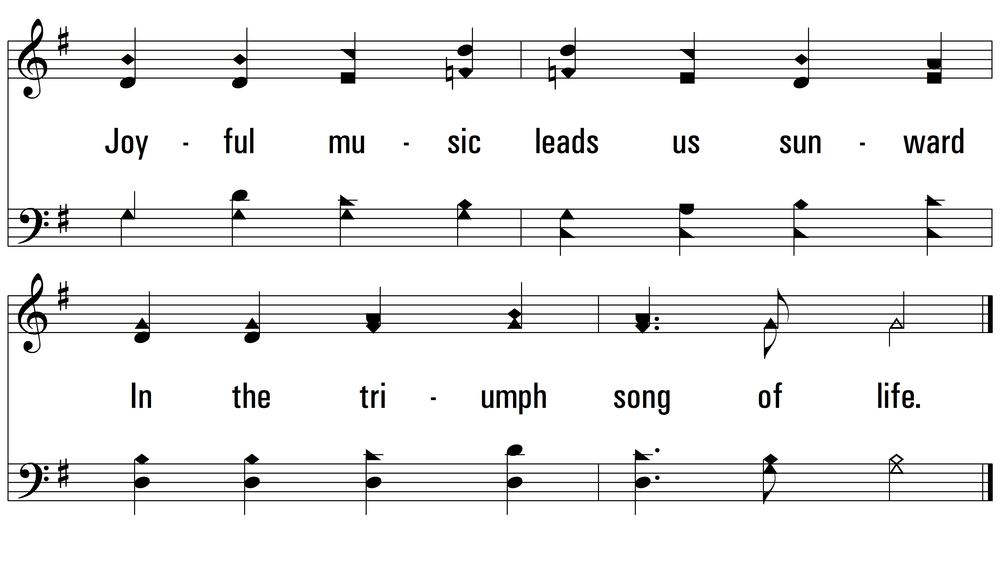 Joy - ful mu - sic leads us sun - ward
In the tri - umph song of life.